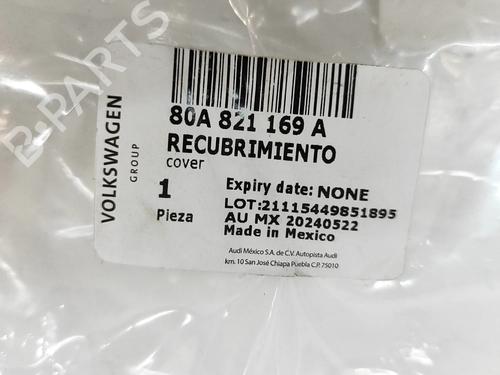 B-PARTS
VOLKSWAGEN
GROUP
80A 821 169 A
RECUBRIMIENTO
cover
1
Pieza
Expiry date: NONE
LOT:21115449851895
AU MX 20240522
Made in Mexico
Audi México S.A. de C.V. Autopista Audi
km. 10 San José Chiapa Puebla C.P. 75010